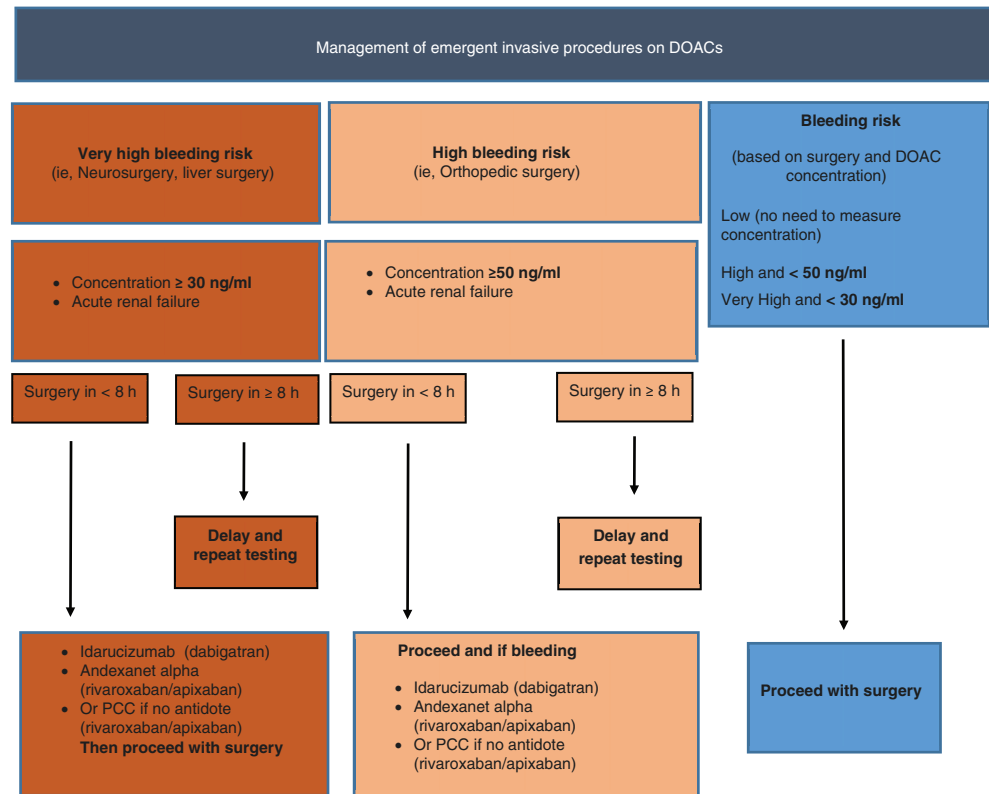 Management of emergent invasive procedures on DOACs
Very high bleeding risk
(ie, Neurosurgery, liver surgery)
High bleeding risk
(ie, Orthopedic surgery)
Bleeding risk
(based on surgery and DOAC
concentration)
Low (no need to measure
concentration)
High and < 50 ng/ml
Very High and < 30 ng/ml
• Concentration ≥ 30 ng/ml
• Acute renal failure
• Concentration ≥50 ng/ml
• Acute renal failure
Surgery in < 8 h
Surgery in ≥ 8 h
Surgery in < 8 h
Surgery in ≥ 8 h
Delay and
repeat testing
Delay and
repeat testing
• Idarucizumab (dabigatran)
• Andexanet alpha
(rivaroxaban/apixaban)
• Or PCC if no antidote
(rivaroxaban/apixaban)
Then proceed with surgery
Proceed and if bleeding
• Idarucizumab (dabigatran)
• Andexanet alpha
(rivaroxaban/apixaban)
• Or PCC if no antidote
(rivaroxaban/apixaban)
Proceed with surgery